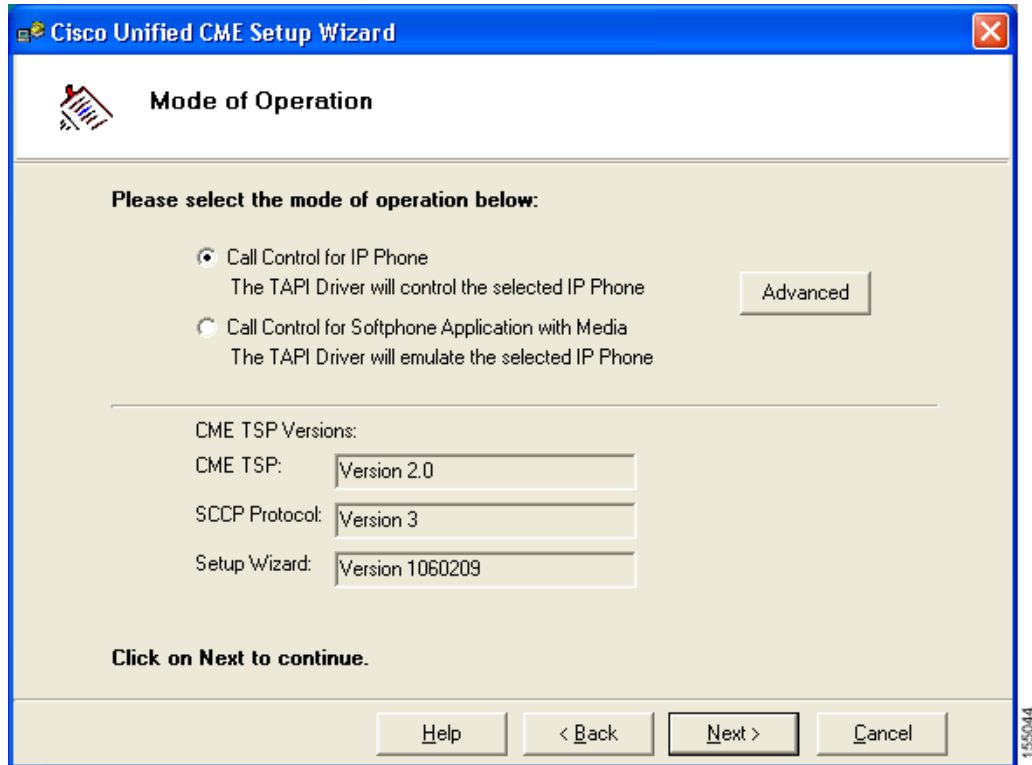 Cisco Unified CME Setup Wizard
Mode of Operation
Please select the mode of operation below:
Call Control for IP Phone
The TAPI Driver will control the selected IP Phone
Advanced
Call Control for Softphone Application with Media
The TAPI Driver will emulate the selected IP Phone
CME TSP Versions:
CME TSP: Version 2.0
SCCP Protocol: Version 3
Setup Wizard: Version 1060209
Click on Next to continue.
Help < Back Next > Cancel
155044